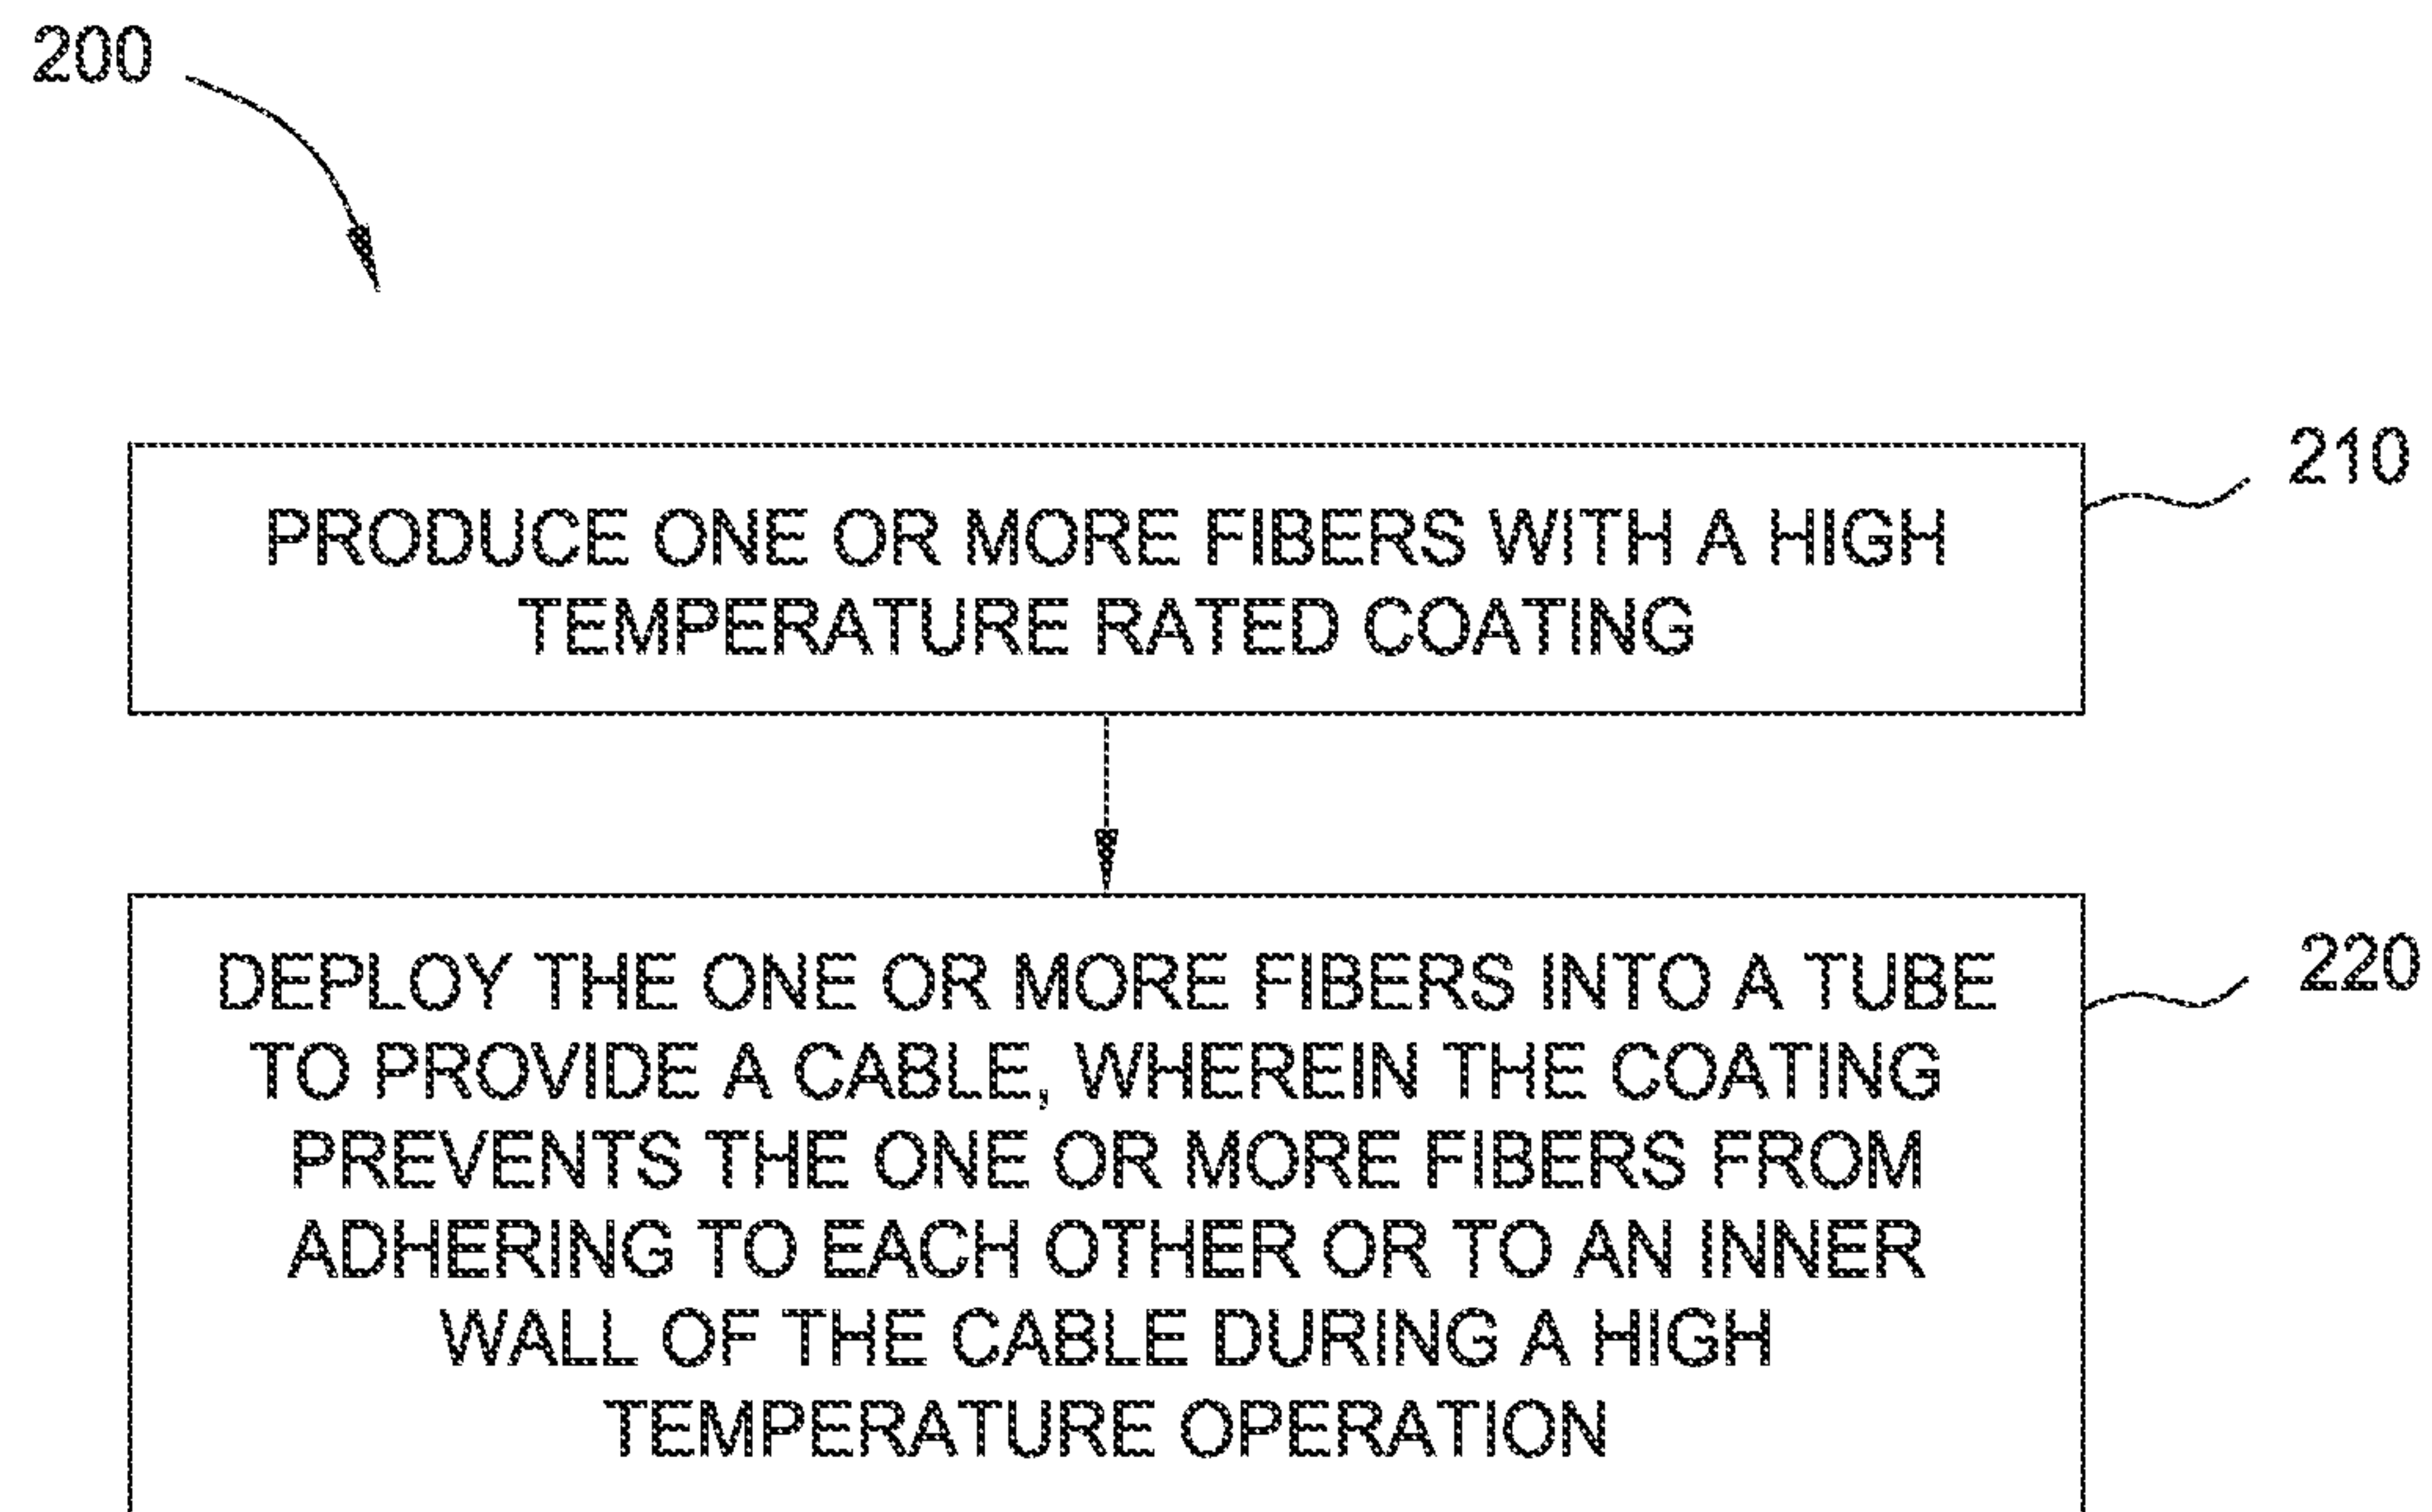 200
210
PRODUCE ONE OR MORE FIBERS WITH A HIGH
TEMPERATURE RATED COATING
220
DEPLOY THE ONE OR MORE FIBERS INTO A TUBE
TO PROVIDE A CABLE, WHEREIN THE COATING
PREVENTS THE ONE OR MORE FIBERS FROM
ADHERING TO EACH OTHER OR TO AN INNER
WALL OF THE CABLE DURING A HIGH
TEMPERATURE OPERATION